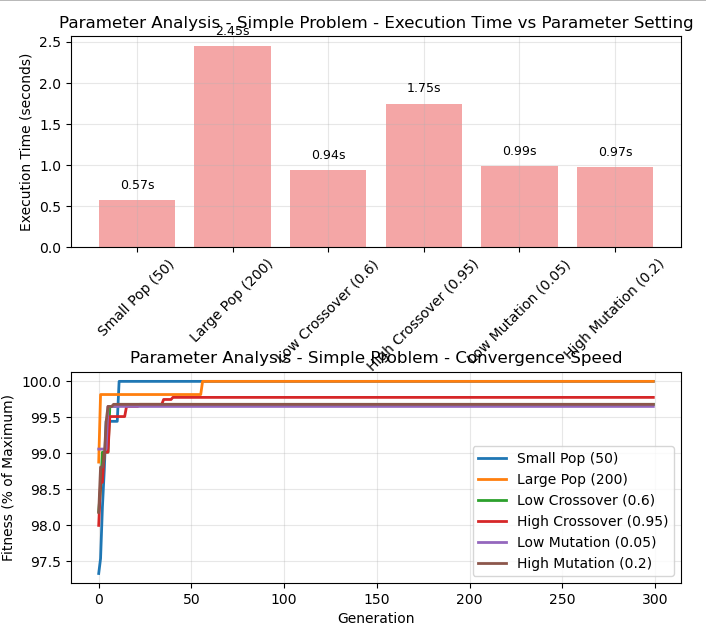 Parameter Analysis - Simple Problem - Execution Time vs Parameter Setting
2.45s
2.5
2.0
1.5
1.0
0.5
0.0
Execution Time (seconds)
0.57s
0.94s
1.75s
0.99s
0.97s
Small Pop (50)
Large Pop (200)
Low Crossover (0.6)
High Crossover (0.95)
Low Mutation (0.05)
High Mutation (0.2)
Parameter Analysis - Simple Problem - Convergence Speed
100.0
99.5
99.0
98.5
98.0
97.5
Fitness (% of Maximum)
Small Pop (50)
Large Pop (200)
Low Crossover (0.6)
High Crossover (0.95)
Low Mutation (0.05)
High Mutation (0.2)
0
50
100
150
200
250
300
Generation